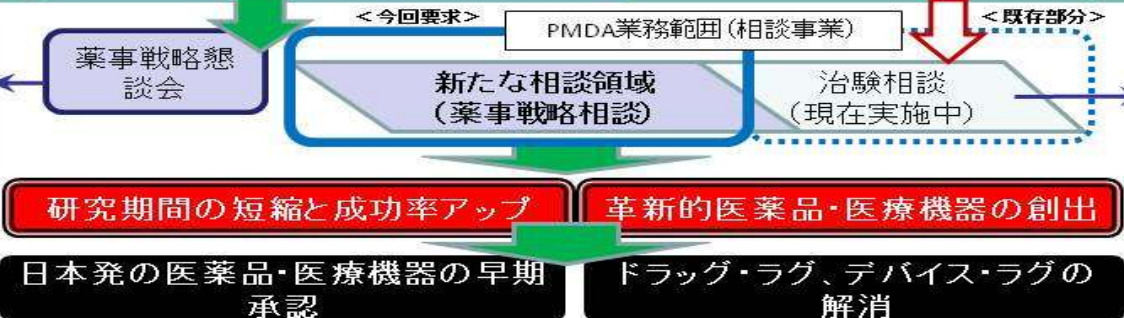 ＜今回要求＞
PMDA業務範囲(相談事業)
＜既存部分＞
薬事戦略懇
談会
新たな相談領域
(薬事戦略相談)
治験相談
(現在実施中)
研究期間の短縮と成功率アップ
革新的医薬品・医療機器の創出
日本発の医薬品・医療機器の早期
承認
ドラッグ・ラグ、デバイス・ラグの
解消